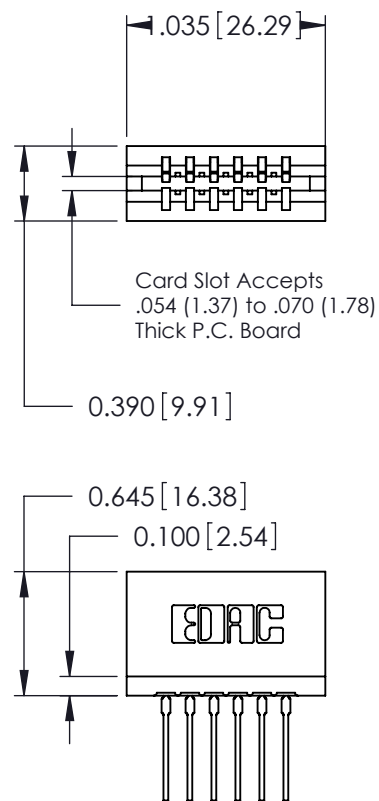 1.035 [26.29]
Card Slot Accepts
.054 (1.37) to .070 (1.78)
Thick P.C. Board
0.390 [9.91]
0.645 [16.38]
0.100 [2.54]
EDAC